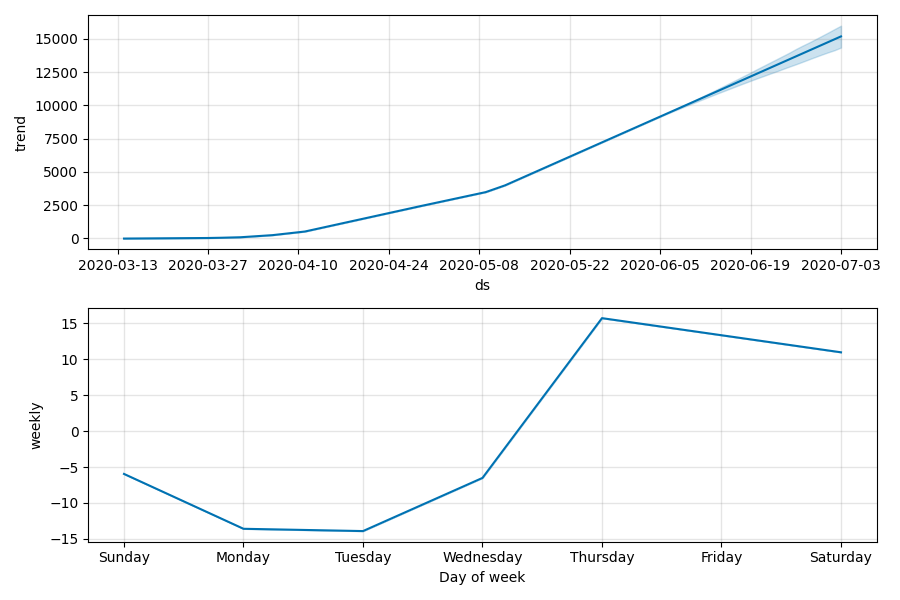 15000
12500
10000
7500
5000
2500
0
trend
2020-03-13 2020-03-27 2020-04-10 2020-04-24 2020-05-08 2020-05-22 2020-06-05 2020-06-19 2020-07-03
ds
15
10
5
0
−5
−10
−15
weekly
Sunday Monday Tuesday Wednesday Thursday Friday Saturday
Day of week